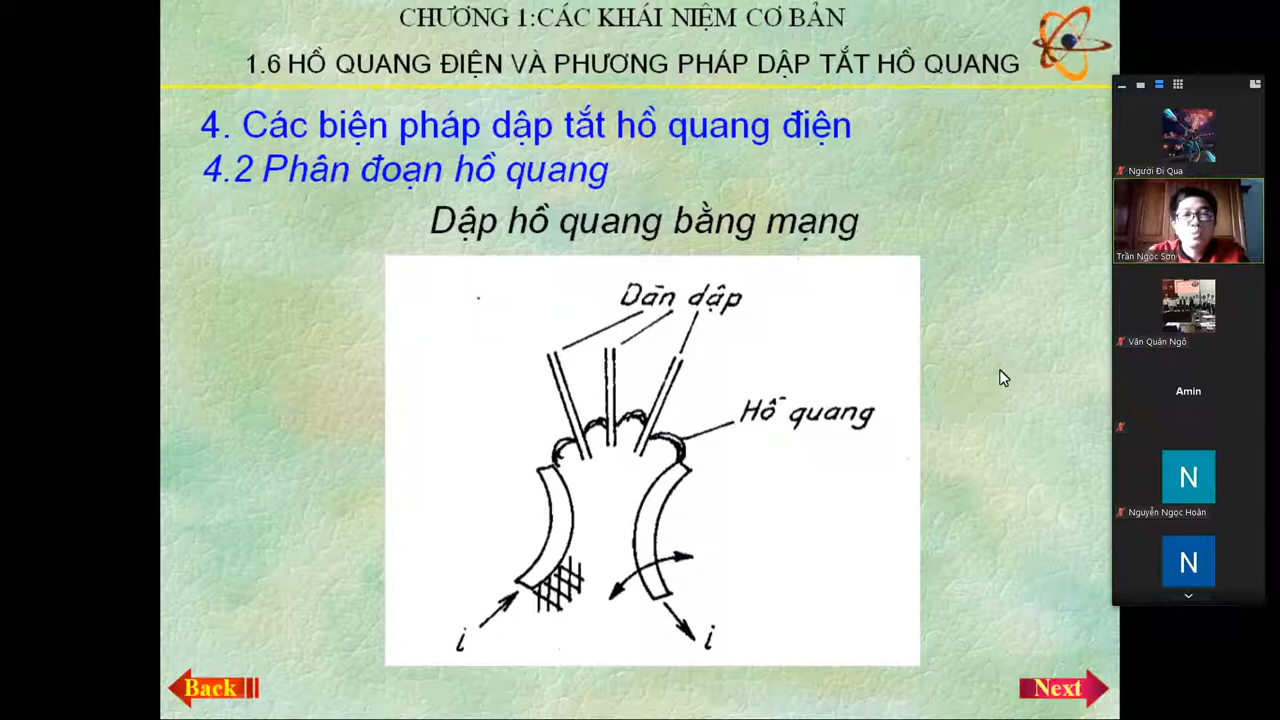 CHƯƠNG 1:CÁC KHÁI NIỆM CƠ BẢN
1.6 HỒ QUANG ĐIỆN VÀ PHƯƠNG PHÁP DẬP TẮT HỒ QUANG
4. Các biện pháp dập tắt hồ quang điện
4.2 Phân đoạn hồ quang
Dập hồ quang bằng mạng
Dàn dập
Hồ quang
i
i
Back
Next
Người Đi Qua
Trần Ngọc Sơn
Văn Quân Ngô
Amin
N
Nguyễn Ngọc Hoàn
N